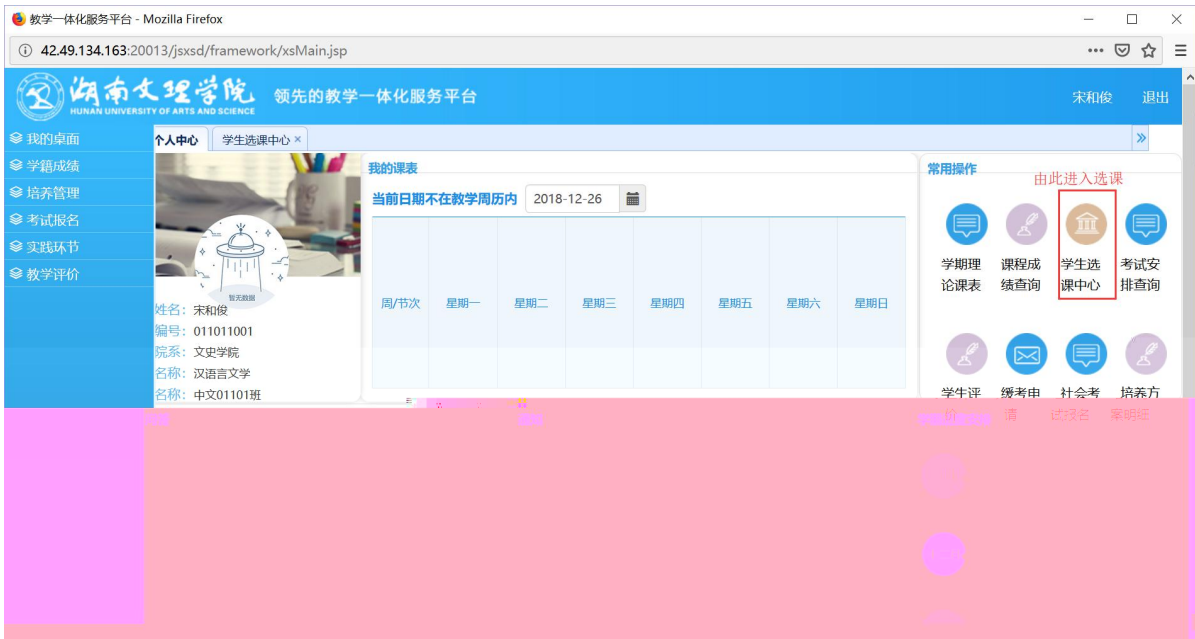 教学一体化服务平台 - Mozilla Firefox
42.49.134.163:20013/jsxsd/framework/xsMain.jsp
湖南文理学院
HUNAN UNIVERSITY OF ARTS AND SCIENCE
领先的教学一体化服务平台
宋和俊 退出
我的桌面
学籍成绩
培养管理
考试报名
实践环节
教学评价
个人中心 学生选课中心 ×
暂无数据
姓名：宋和俊
编号：011011001
院系：文史学院
名称：汉语言文学
名称：中文01101班
我的课表
当前日期不在教学周历内 2018-12-26
周/节次 星期一 星期二 星期三 星期四 星期五 星期六 星期日
常用操作
由此进入选课
学期理论课表
课程成绩查询
学生选课中心
考试安排查询
学生评价
缓考申请
社会考试报名
培养方案明细